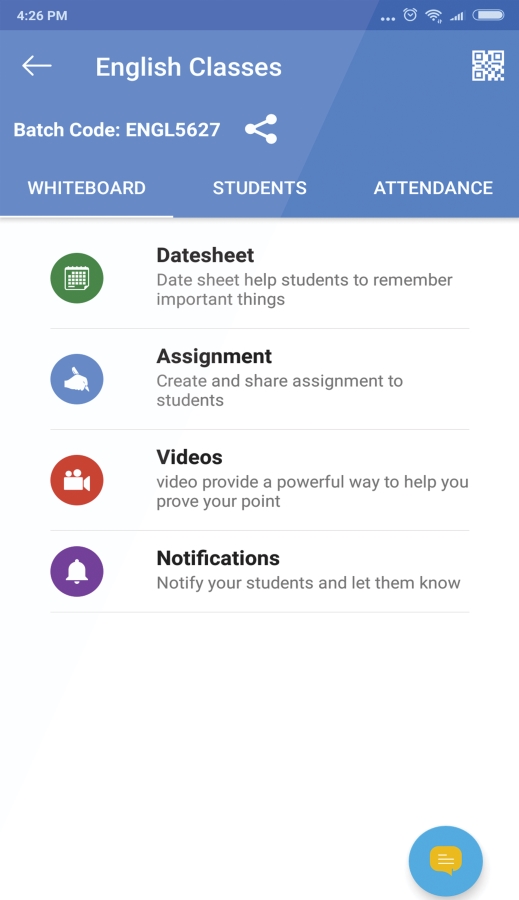 4:26 PM
English Classes
Batch Code: ENGL5627
WHITEBOARD STUDENTS ATTENDANCE
Datesheet
Date sheet help students to remember
important things
Assignment
Create and share assignment to
students
Videos
video provide a powerful way to help you
prove your point
Notifications
Notify your students and let them know